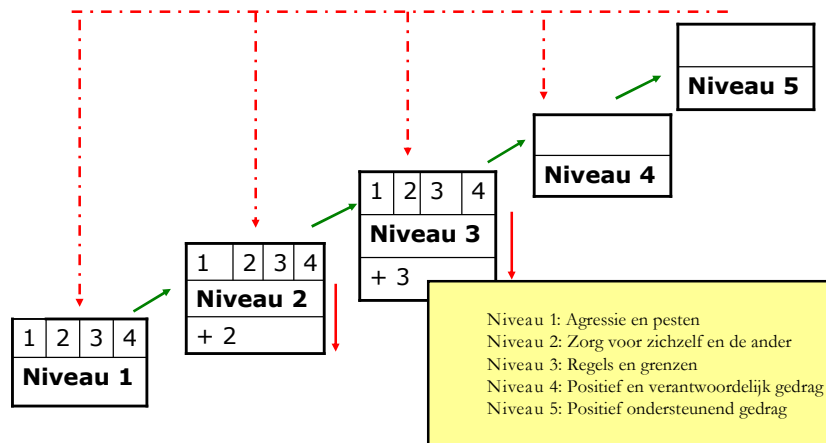 Niveau 5
Niveau 4
1 2 3 4
Niveau 3
+ 3
1 2 3 4
Niveau 2
+ 2
1 2 3 4
Niveau 1
Niveau 1: Agressie en pesten
Niveau 2: Zorg voor zichzelf en de ander
Niveau 3: Regels en grenzen
Niveau 4: Positief en verantwoordelijk gedrag
Niveau 5: Positief ondersteunend gedrag